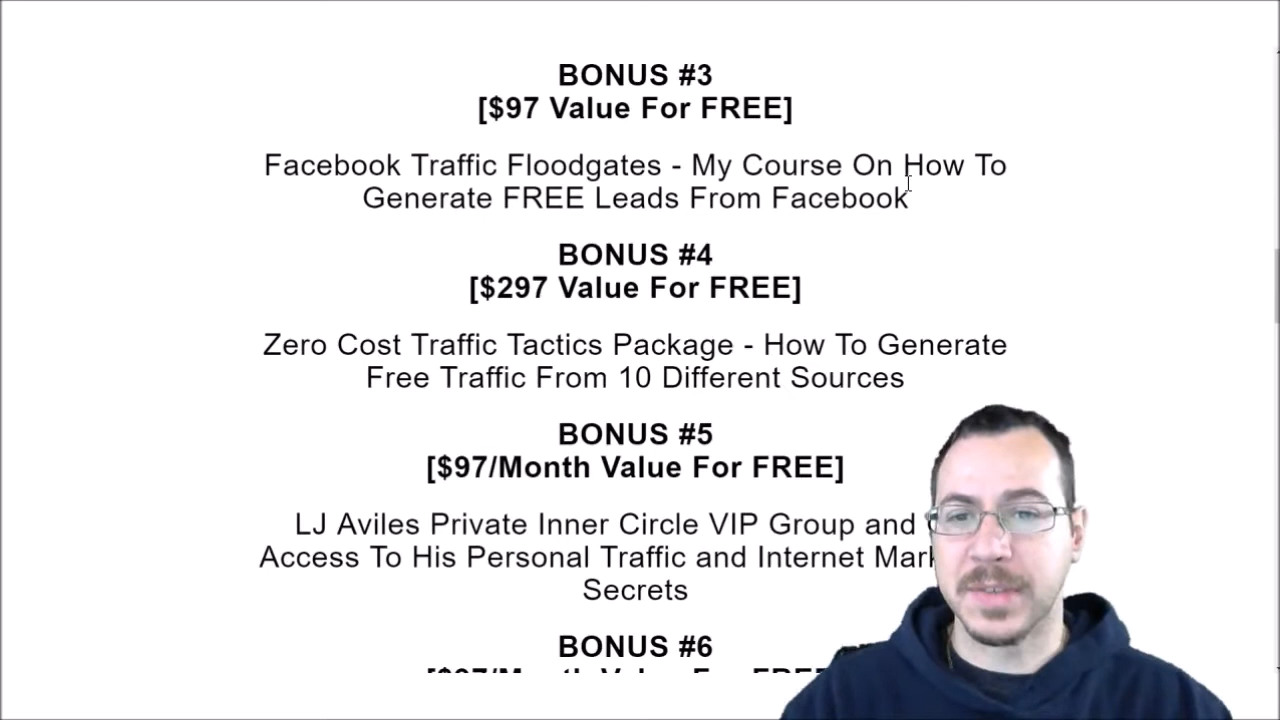 BONUS #3
[$97 Value For FREE]
Facebook Traffic Floodgates - My Course On How To
Generate FREE Leads From Facebook
BONUS #4
[$297 Value For FREE]
Zero Cost Traffic Tactics Package - How To Generate
Free Traffic From 10 Different Sources
BONUS #5
[$97/Month Value For FREE]
LJ Aviles Private Inner Circle VIP Group and
Access To His Personal Traffic and Internet
Secrets
BONUS #6